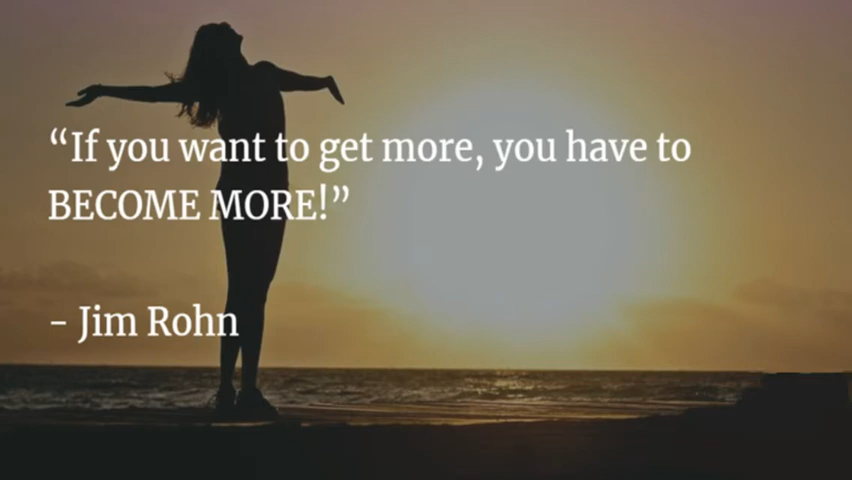 “If you want to get more, you have to
BECOME MORE!”
- Jim Rohn